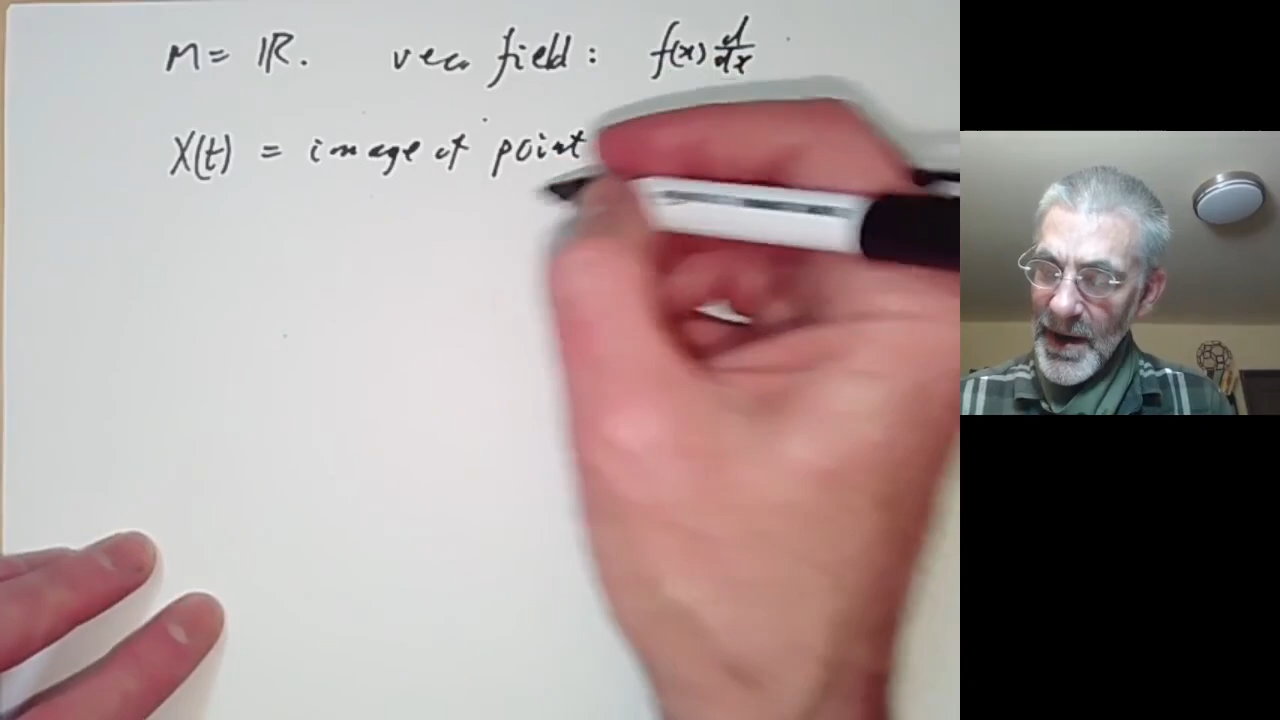 M = ℝ. vec field : f(x) d/dx
X(t) = image of point